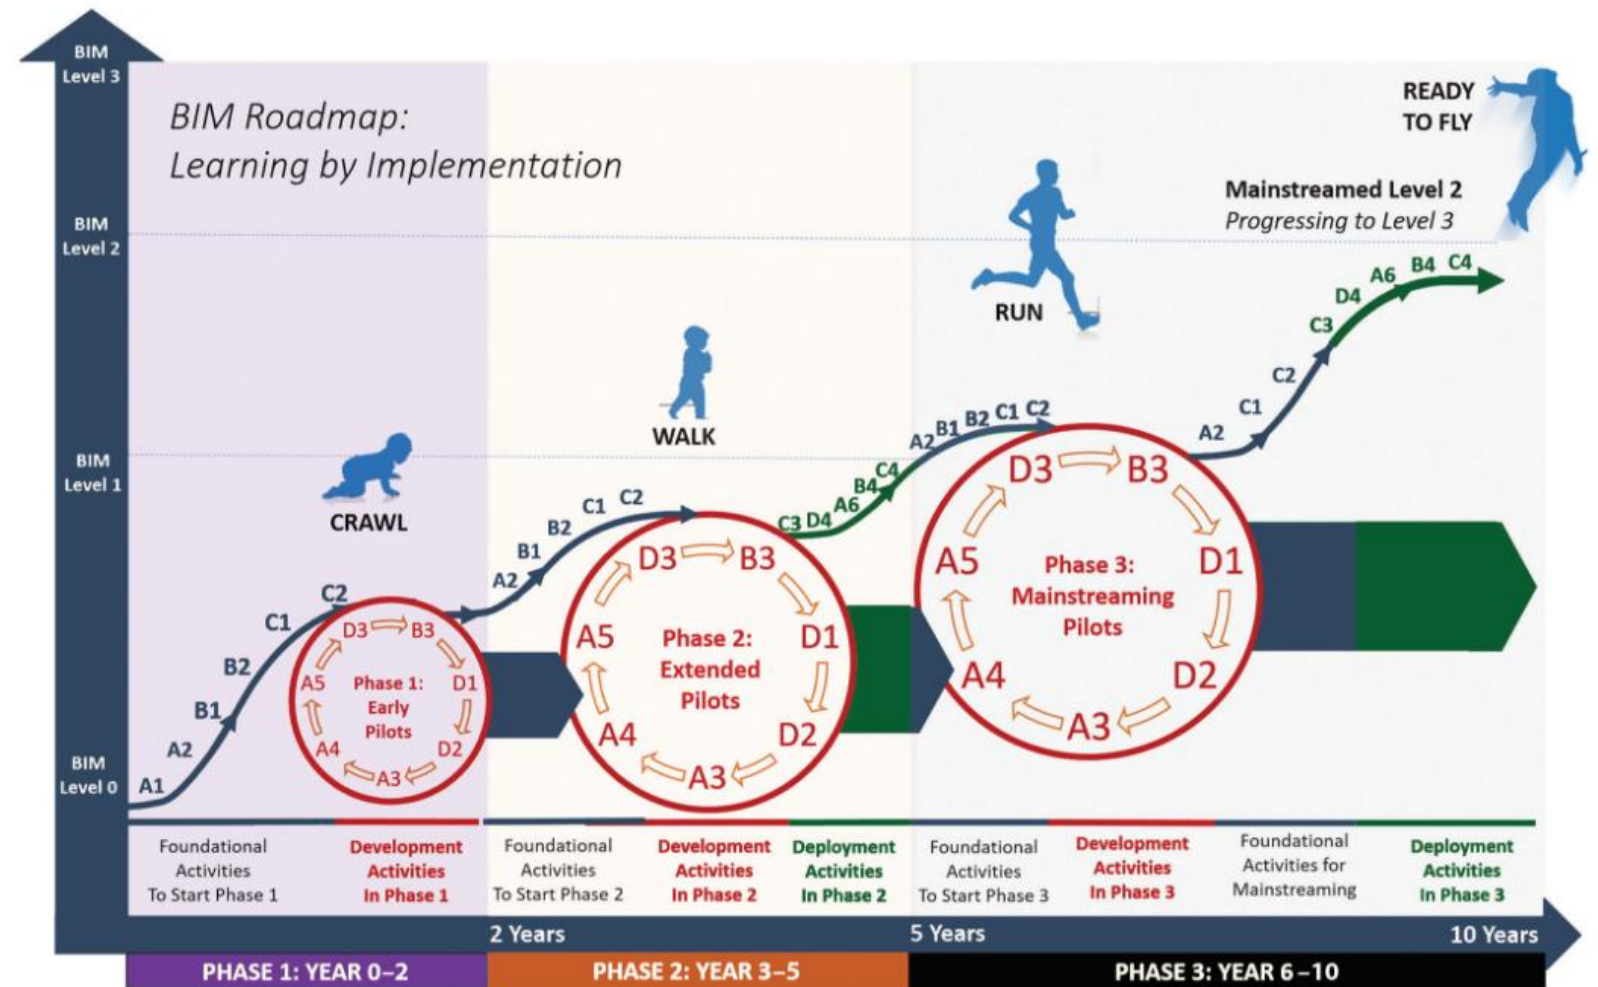 BIM
Level 3
BIM Roadmap:
Learning by Implementation
READY
TO FLY
Mainstreamed Level 2
Progressing to Level 3
BIM
Level 2
RUN
C3 D4 A6 B4 C4
WALK
CRAWL
BIM
Level 1
A2 B1 B2 C1 C2
A2 C1 C2
C3 D4 A6 B4 C4
A2 B1 B2 C1 C2
A1 A2 B1 B2 C1 C2
BIM
Level 0
D3 B3
A5 D1
Phase 1:
Early
Pilots
A4 D2
A3
D3 B3
A5 D1
Phase 2:
Extended
Pilots
A4 D2
A3
D3 B3
A5 D1
Phase 3:
Mainstreaming
Pilots
A4 D2
A3
Foundational
Activities
To Start Phase 1
Development
Activities
In Phase 1
Foundational
Activities
To Start Phase 2
Development
Activities
In Phase 2
Deployment
Activities
In Phase 2
Foundational
Activities
To Start Phase 3
Development
Activities
In Phase 3
Foundational
Activities for
Mainstreaming
Deployment
Activities
In Phase 3
2 Years
5 Years
10 Years
PHASE 1: YEAR 0–2
PHASE 2: YEAR 3–5
PHASE 3: YEAR 6–10